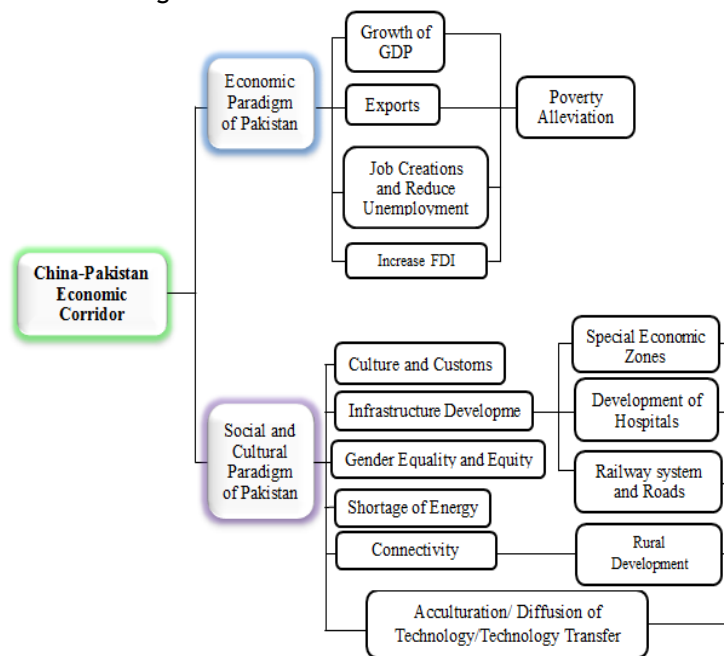 China-Pakistan
Economic
Corridor
Economic
Paradigm
of Pakistan
Growth of
GDP
Exports
Job Creations
and Reduce
Unemployment
Increase FDI
Poverty
Alleviation
Social and
Cultural
Paradigm
of Pakistan
Culture and Customs
Infrastructure Developme
Gender Equality and Equity
Shortage of Energy
Connectivity
Acculturation/ Diffusion of
Technology/Technology Transfer
Special Economic
Zones
Development of
Hospitals
Railway system
and Roads
Rural
Development